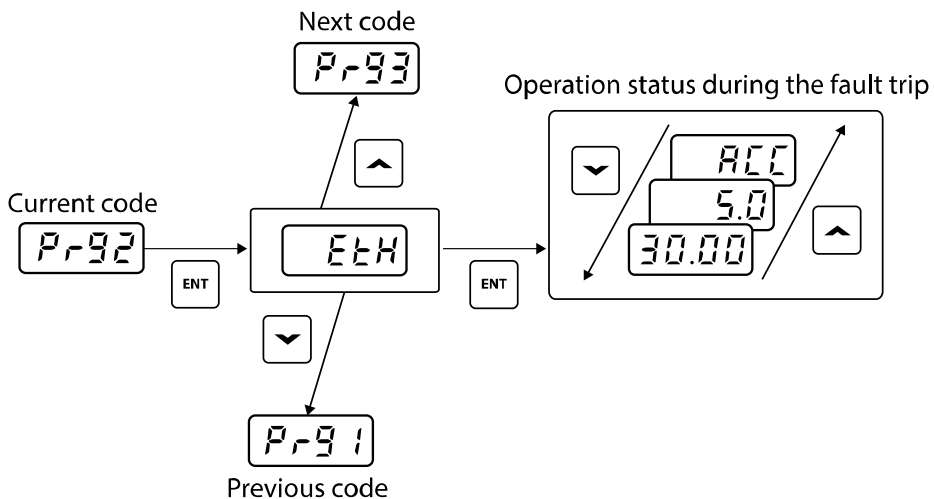 Next code
Pr93
Operation status during the fault trip
ACC
5.0
30.00
Current code
Pr92
ENT
EtH
ENT
Pr91
Previous code